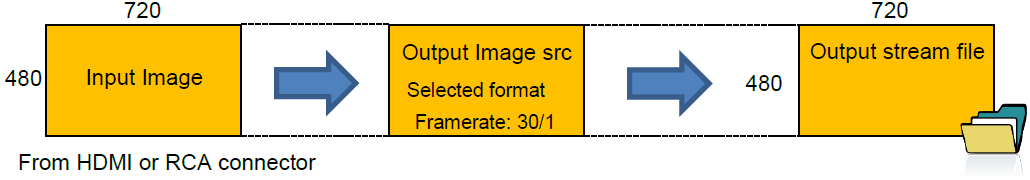 720
720
480
Input Image
Output Image src
Selected format
Framerate: 30/1
480
Output stream file
From HDMI or RCA connector